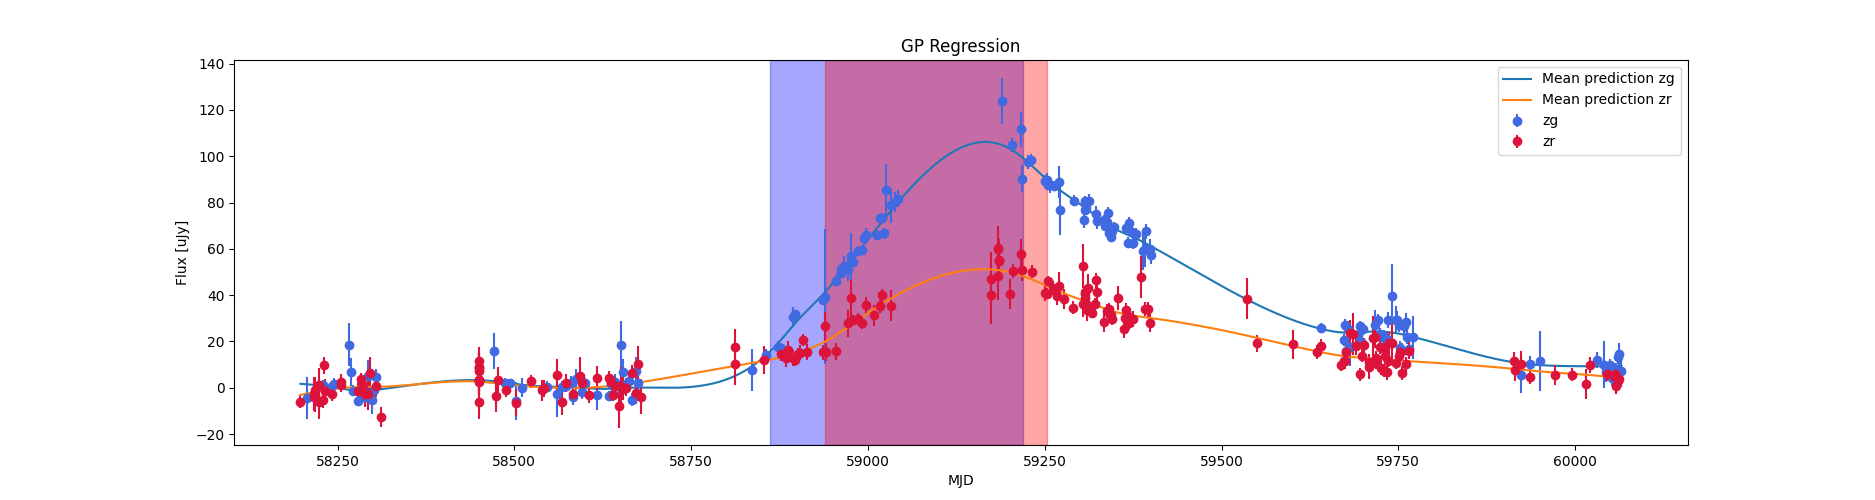 GP Regression
140
120
100
80
60
40
20
0
−20
Flux [uJy]
58250
58500
58750
59000
59250
59500
59750
60000
MJD
Mean prediction zg
Mean prediction zr
zg
zr